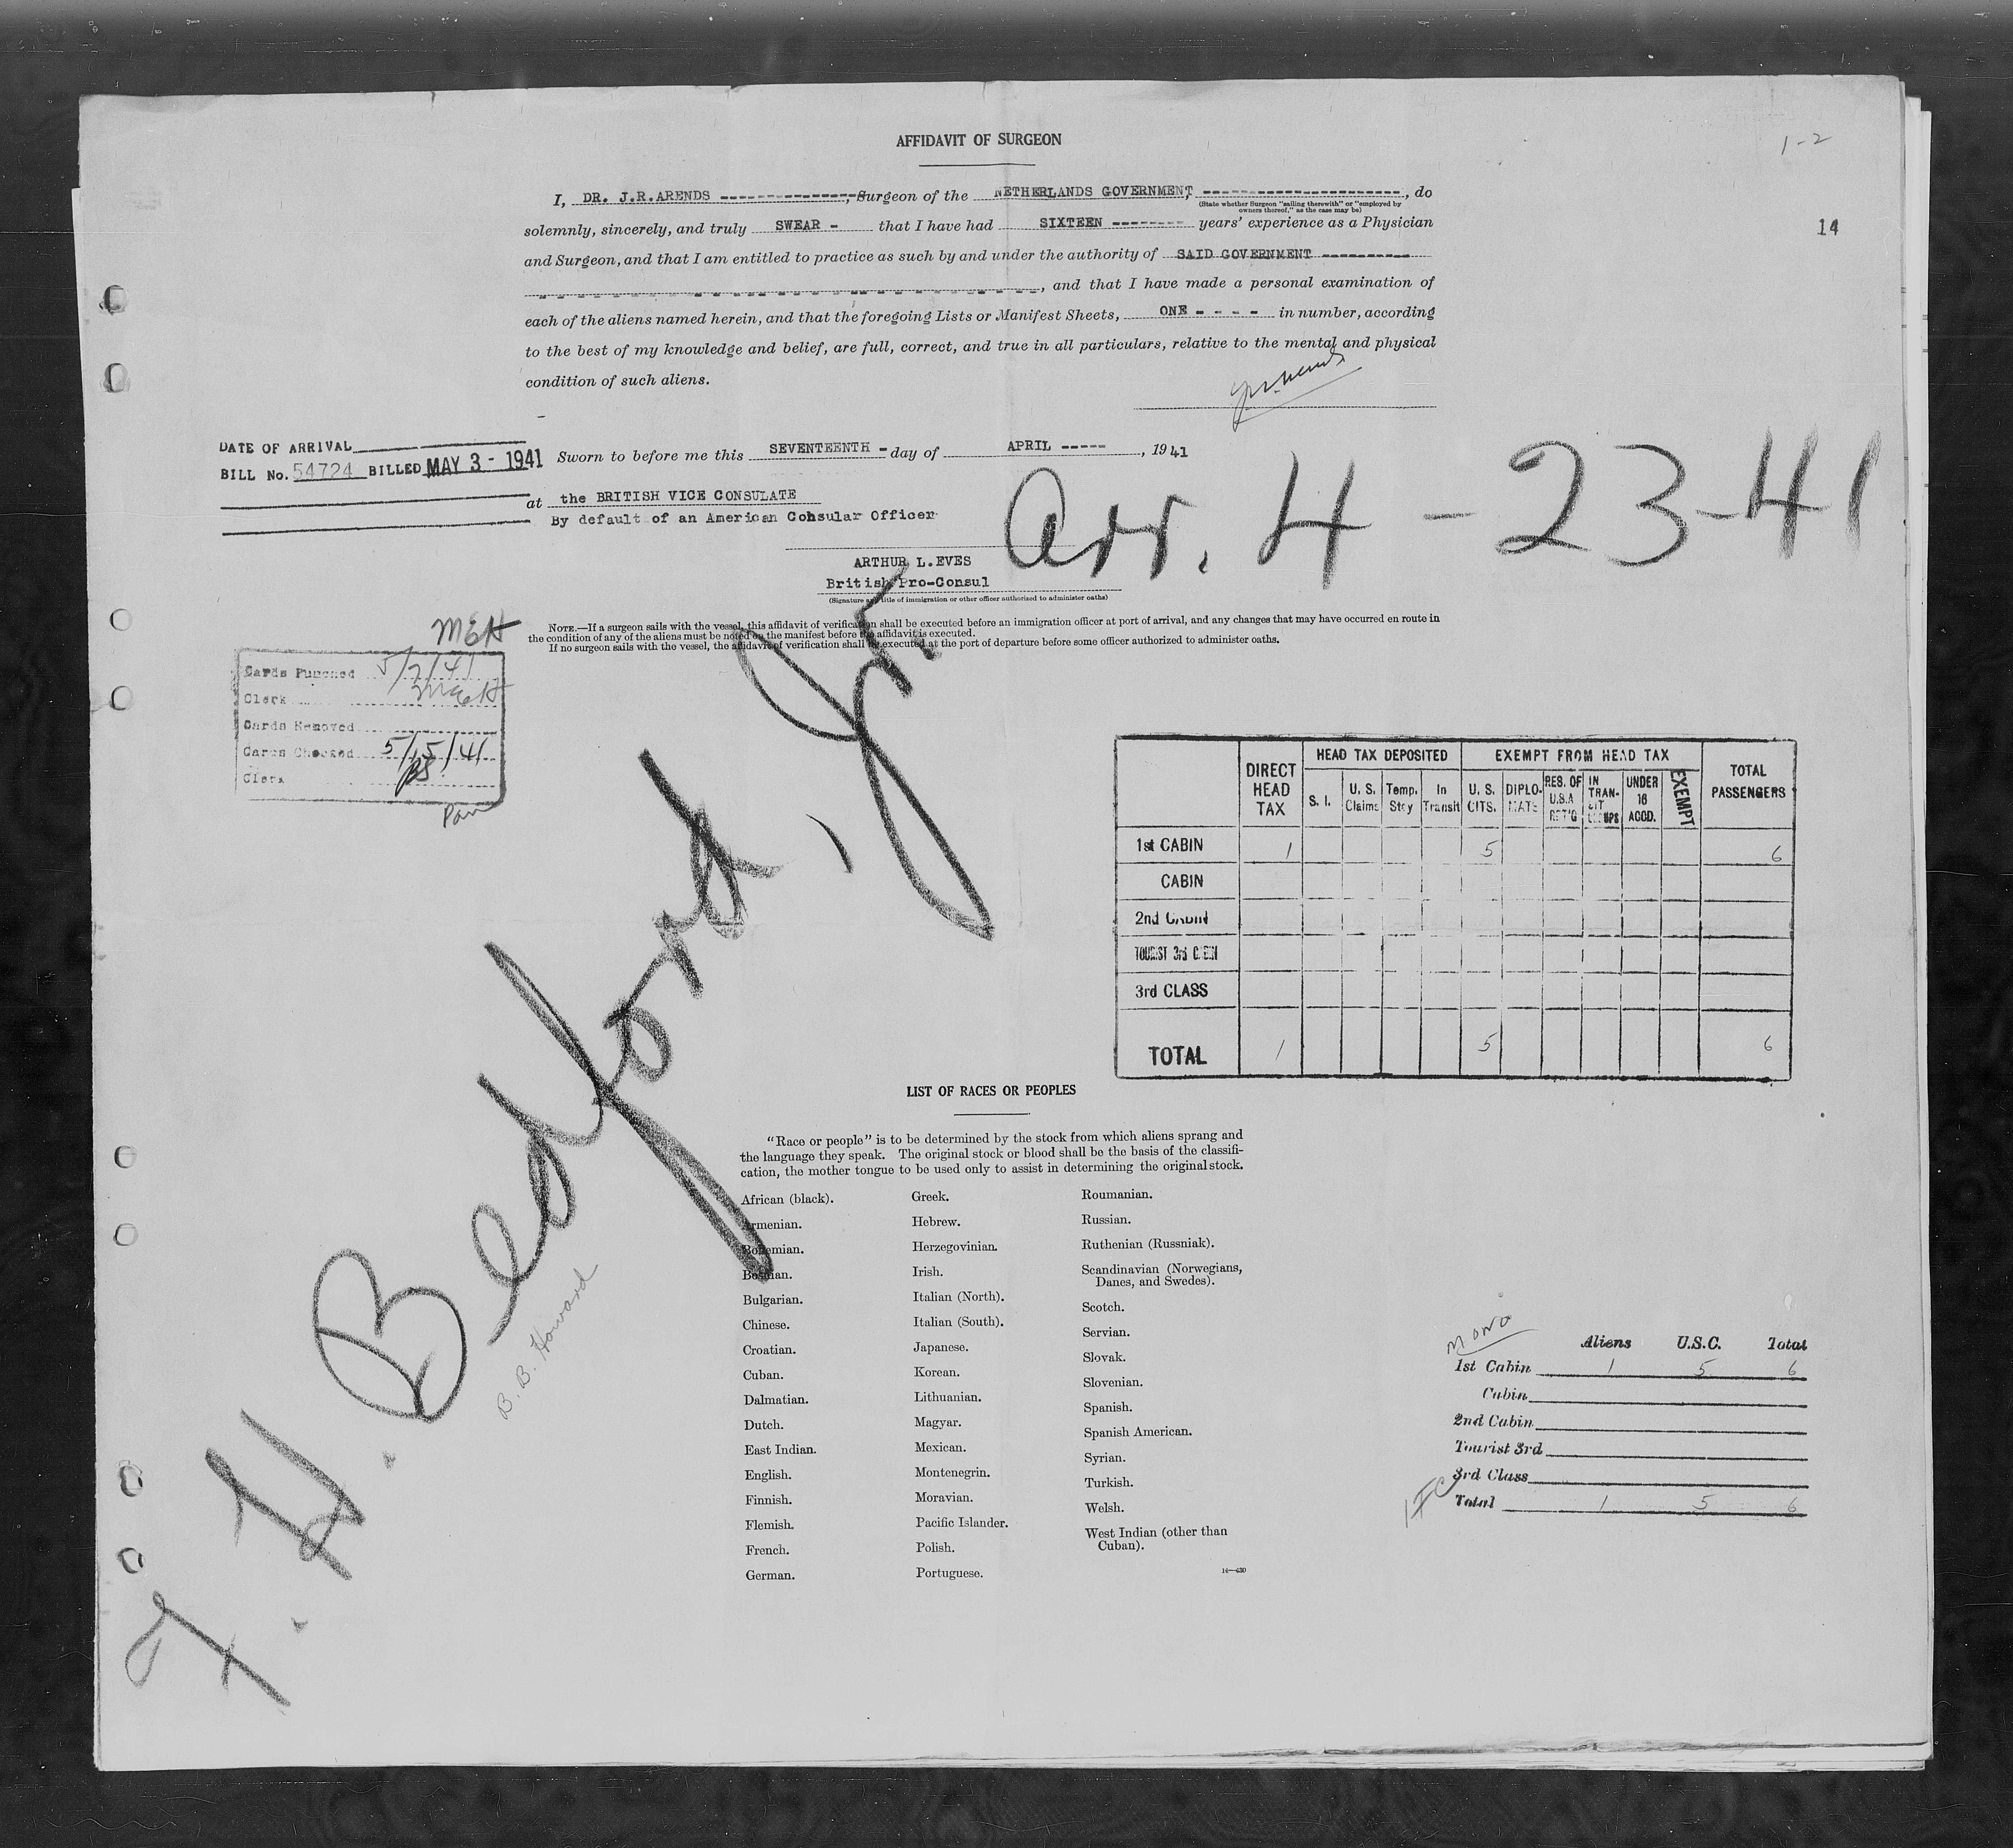 AFFIDAVIT OF SURGEON
1-2
14
I, DR. J.R.ARENDS --------------, Surgeon of the NETHERLANDS GOVERNMENT, ---------------------, do
(State whether Surgeon "sailing therewith" or "employed by
owners thereof," as the case may be)
solemnly, sincerely, and truly SWEAR - that I have had SIXTEEN -------- years' experience as a Physician
and Surgeon, and that I am entitled to practice as such by and under the authority of SAID GOVERNMENT ----------
, and that I have made a personal examination of
each of the aliens named herein, and that the foregoing Lists or Manifest Sheets, ONE - - - - in number, according
to the best of my knowledge and belief, are full, correct, and true in all particulars, relative to the mental and physical
condition of such aliens.
DATE OF ARRIVAL
BILL No. 54724 BILLED MAY 3 - 1941
Sworn to before me this SEVENTEENTH - day of APRIL -----, 1941
at the BRITISH VICE CONSULATE
By default of an American Consular Officer
Arr. 4-23-41
ARTHUR L.EVES
British Pro-Consul
(Signature and title of immigration or other officer authorized to administer oaths)
NOTE.—If a surgeon sails with the vessel, this affidavit of verification shall be executed before an immigration officer at port of arrival, and any changes that may have occurred en route in
the condition of any of the aliens must be noted on the manifest before the affidavit is executed.
If no surgeon sails with the vessel, the affidavit of verification shall be executed at the port of departure before some officer authorized to administer oaths.
MEH
Cards Punched 5/7/41
Clerk MEH
Cards Removed
Cards Checked 5/15/41
Clerk
F. H. Bedford, Jr.
B. B. Howard
DIRECT HEAD TAX
HEAD TAX DEPOSITED
S. I. U. S. Claims Temp. Stay In Transit
EXEMPT FROM HEAD TAX
U. S. CITS. DIPLOMATS RES. OF U.S.A RET'G IN TRANSIT GROUPS UNDER 16 ACCD. EXEMPT
TOTAL PASSENGERS
1st CABIN 1 5 6
CABIN
2nd CABIN
TOURIST 3rd CABIN
3rd CLASS
TOTAL 1 5 6
LIST OF RACES OR PEOPLES
"Race or people" is to be determined by the stock from which aliens sprang and
the language they speak. The original stock or blood shall be the basis of the classifi-
cation, the mother tongue to be used only to assist in determining the original stock.
African (black).
Armenian.
Bohemian.
Bosnian.
Bulgarian.
Chinese.
Croatian.
Cuban.
Dalmatian.
Dutch.
East Indian.
English.
Finnish.
Flemish.
French.
German.
Greek.
Hebrew.
Herzegovinian.
Irish.
Italian (North).
Italian (South).
Japanese.
Korean.
Lithuanian.
Magyar.
Mexican.
Montenegrin.
Moravian.
Pacific Islander.
Polish.
Portuguese.
Roumanian.
Russian.
Ruthenian (Russniak).
Scandinavian (Norwegians,
Danes, and Swedes).
Scotch.
Servian.
Slovak.
Slovenian.
Spanish.
Spanish American.
Syrian.
Turkish.
Welsh.
West Indian (other than
Cuban).
Aliens U.S.C. Total
1st Cabin 1 5 6
Cabin
2nd Cabin
Tourist 3rd
3rd Class
Total 1 5 6